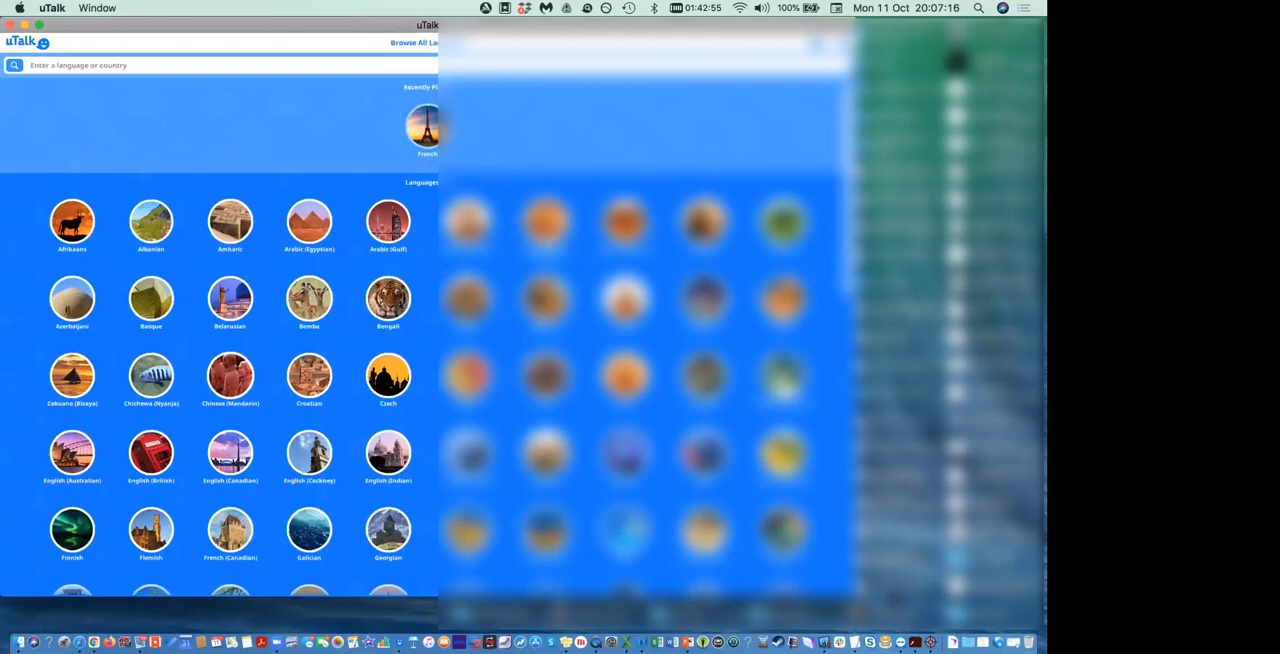 uTalk Window 01:42:55 100% Mon 11 Oct 20:07:16
uTalk
uTalk Browse All La
Enter a language or country
Recently Pl
French
Languages
Afrikaans Albanian Amharic Arabic (Egyptian) Arabic (Gulf)
Azerbaijani Basque Belarusian Bemba Bengali
Cebuano (Bisaya) Chichewa (Nyanja) Chinese (Mandarin) Croatian Czech
English (Australian) English (British) English (Canadian) English (Cockney) English (Indian)
Finnish Flemish French (Canadian) Galician Georgian